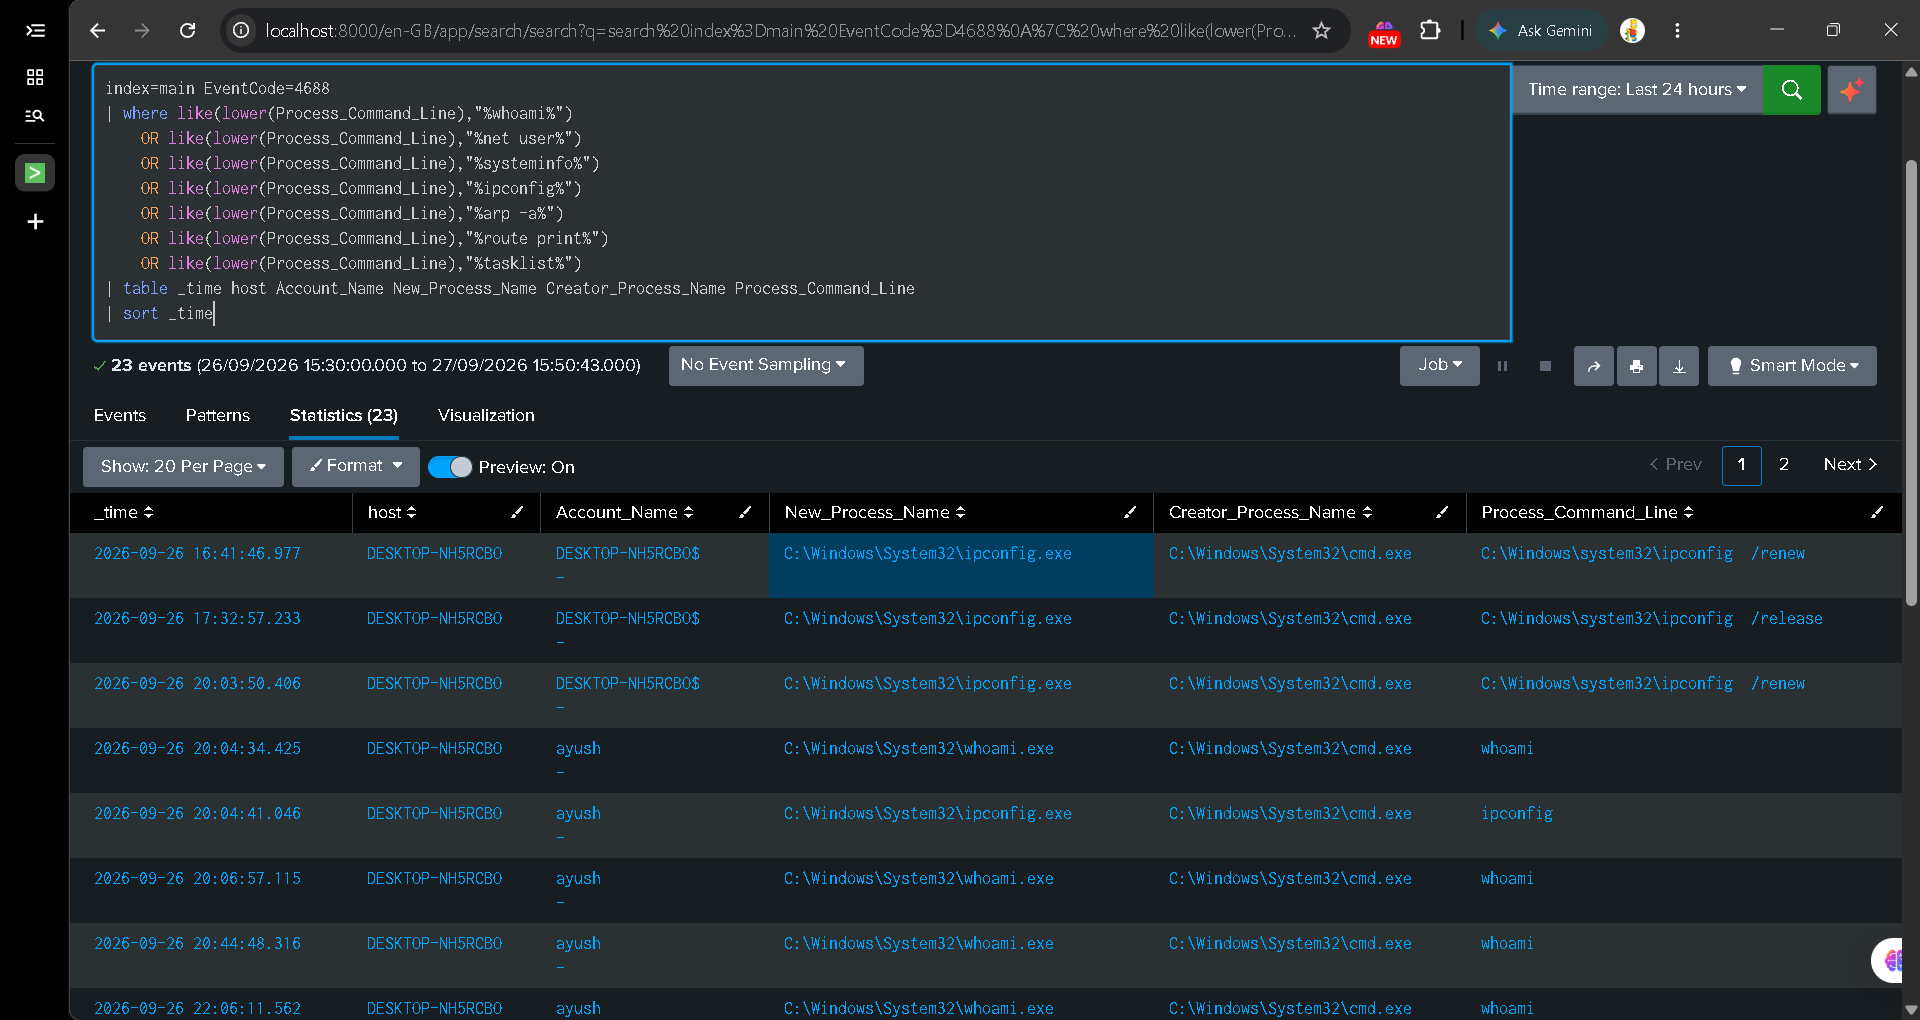 localhost:8000/en-GB/app/search/search?q=search%20index%3Dmain%20EventCode%3D4688%0A%7C%20where%20like(lower(Pro...
NEW
Ask Gemini
index=main EventCode=4688
| where like(lower(Process_Command_Line),"%whoami%")
OR like(lower(Process_Command_Line),"%net user%")
OR like(lower(Process_Command_Line),"%systeminfo%")
OR like(lower(Process_Command_Line),"%ipconfig%")
OR like(lower(Process_Command_Line),"%arp -a%")
OR like(lower(Process_Command_Line),"%route print%")
OR like(lower(Process_Command_Line),"%tasklist%")
| table _time host Account_Name New_Process_Name Creator_Process_Name Process_Command_Line
| sort _time
Time range: Last 24 hours
23 events (26/09/2026 15:30:00.000 to 27/09/2026 15:50:43.000)
No Event Sampling
Job
Smart Mode
Events Patterns Statistics (23) Visualization
Show: 20 Per Page Format Preview: On
< Prev 1 2 Next >
_time host Account_Name New_Process_Name Creator_Process_Name Process_Command_Line
2026-09-26 16:41:46.977 DESKTOP-NH5RCBO DESKTOP-NH5RCBO$ C:\Windows\System32\ipconfig.exe C:\Windows\System32\cmd.exe C:\Windows\system32\ipconfig /renew
-
2026-09-26 17:32:57.233 DESKTOP-NH5RCBO DESKTOP-NH5RCBO$ C:\Windows\System32\ipconfig.exe C:\Windows\System32\cmd.exe C:\Windows\system32\ipconfig /release
-
2026-09-26 20:03:50.406 DESKTOP-NH5RCBO DESKTOP-NH5RCBO$ C:\Windows\System32\ipconfig.exe C:\Windows\System32\cmd.exe C:\Windows\system32\ipconfig /renew
-
2026-09-26 20:04:34.425 DESKTOP-NH5RCBO ayush C:\Windows\System32\whoami.exe C:\Windows\System32\cmd.exe whoami
-
2026-09-26 20:04:41.046 DESKTOP-NH5RCBO ayush C:\Windows\System32\ipconfig.exe C:\Windows\System32\cmd.exe ipconfig
-
2026-09-26 20:06:57.115 DESKTOP-NH5RCBO ayush C:\Windows\System32\whoami.exe C:\Windows\System32\cmd.exe whoami
-
2026-09-26 20:44:48.316 DESKTOP-NH5RCBO ayush C:\Windows\System32\whoami.exe C:\Windows\System32\cmd.exe whoami
-
2026-09-26 22:06:11.562 DESKTOP-NH5RCBO ayush C:\Windows\System32\whoami.exe C:\Windows\System32\cmd.exe whoami